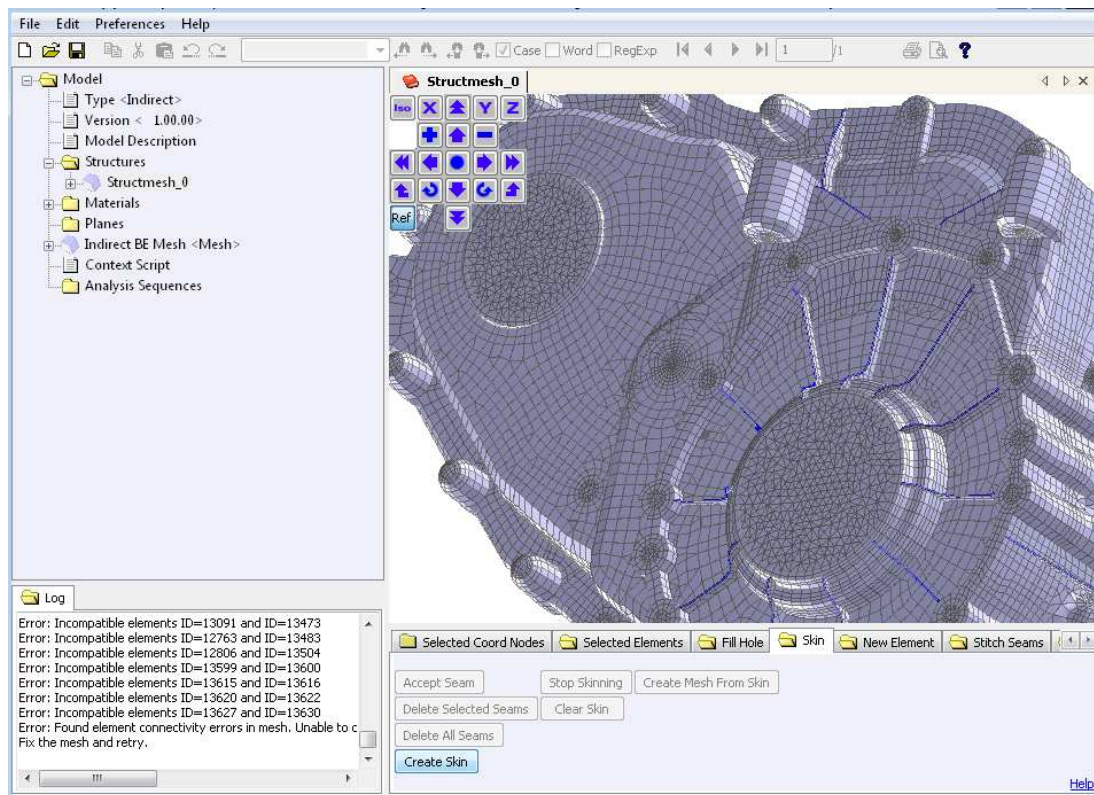 File Edit Preferences Help
Case Word RegExp 1 /1
Model
Type <Indirect>
Version < 1.00.00>
Model Description
Structures
Structmesh_0
Materials
Planes
Indirect BE Mesh <Mesh>
Context Script
Analysis Sequences
Structmesh_0
Iso X Y Z
Ref
Log
Error: Incompatible elements ID=13091 and ID=13473
Error: Incompatible elements ID=12763 and ID=13483
Error: Incompatible elements ID=12806 and ID=13504
Error: Incompatible elements ID=13599 and ID=13600
Error: Incompatible elements ID=13615 and ID=13616
Error: Incompatible elements ID=13620 and ID=13622
Error: Incompatible elements ID=13627 and ID=13630
Error: Found element connectivity errors in mesh. Unable to c
Fix the mesh and retry.
Selected Coord Nodes Selected Elements Fill Hole Skin New Element Stitch Seams
Accept Seam Stop Skinning Create Mesh From Skin
Delete Selected Seams Clear Skin
Delete All Seams
Create Skin
Help